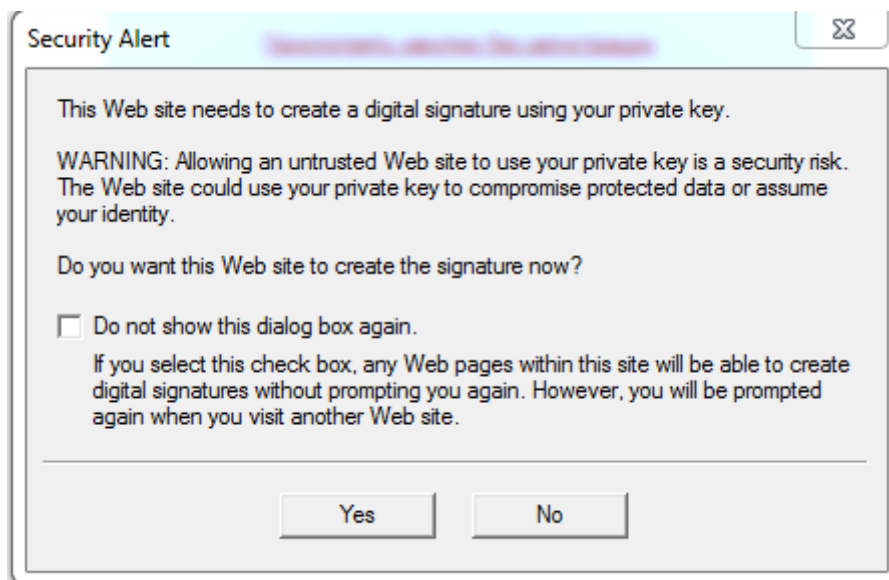 Security Alert
This Web site needs to create a digital signature using your private key.
WARNING: Allowing an untrusted Web site to use your private key is a security risk.
The Web site could use your private key to compromise protected data or assume
your identity.
Do you want this Web site to create the signature now?
Do not show this dialog box again.
If you select this check box, any Web pages within this site will be able to create
digital signatures without prompting you again. However, you will be prompted
again when you visit another Web site.
Yes
No